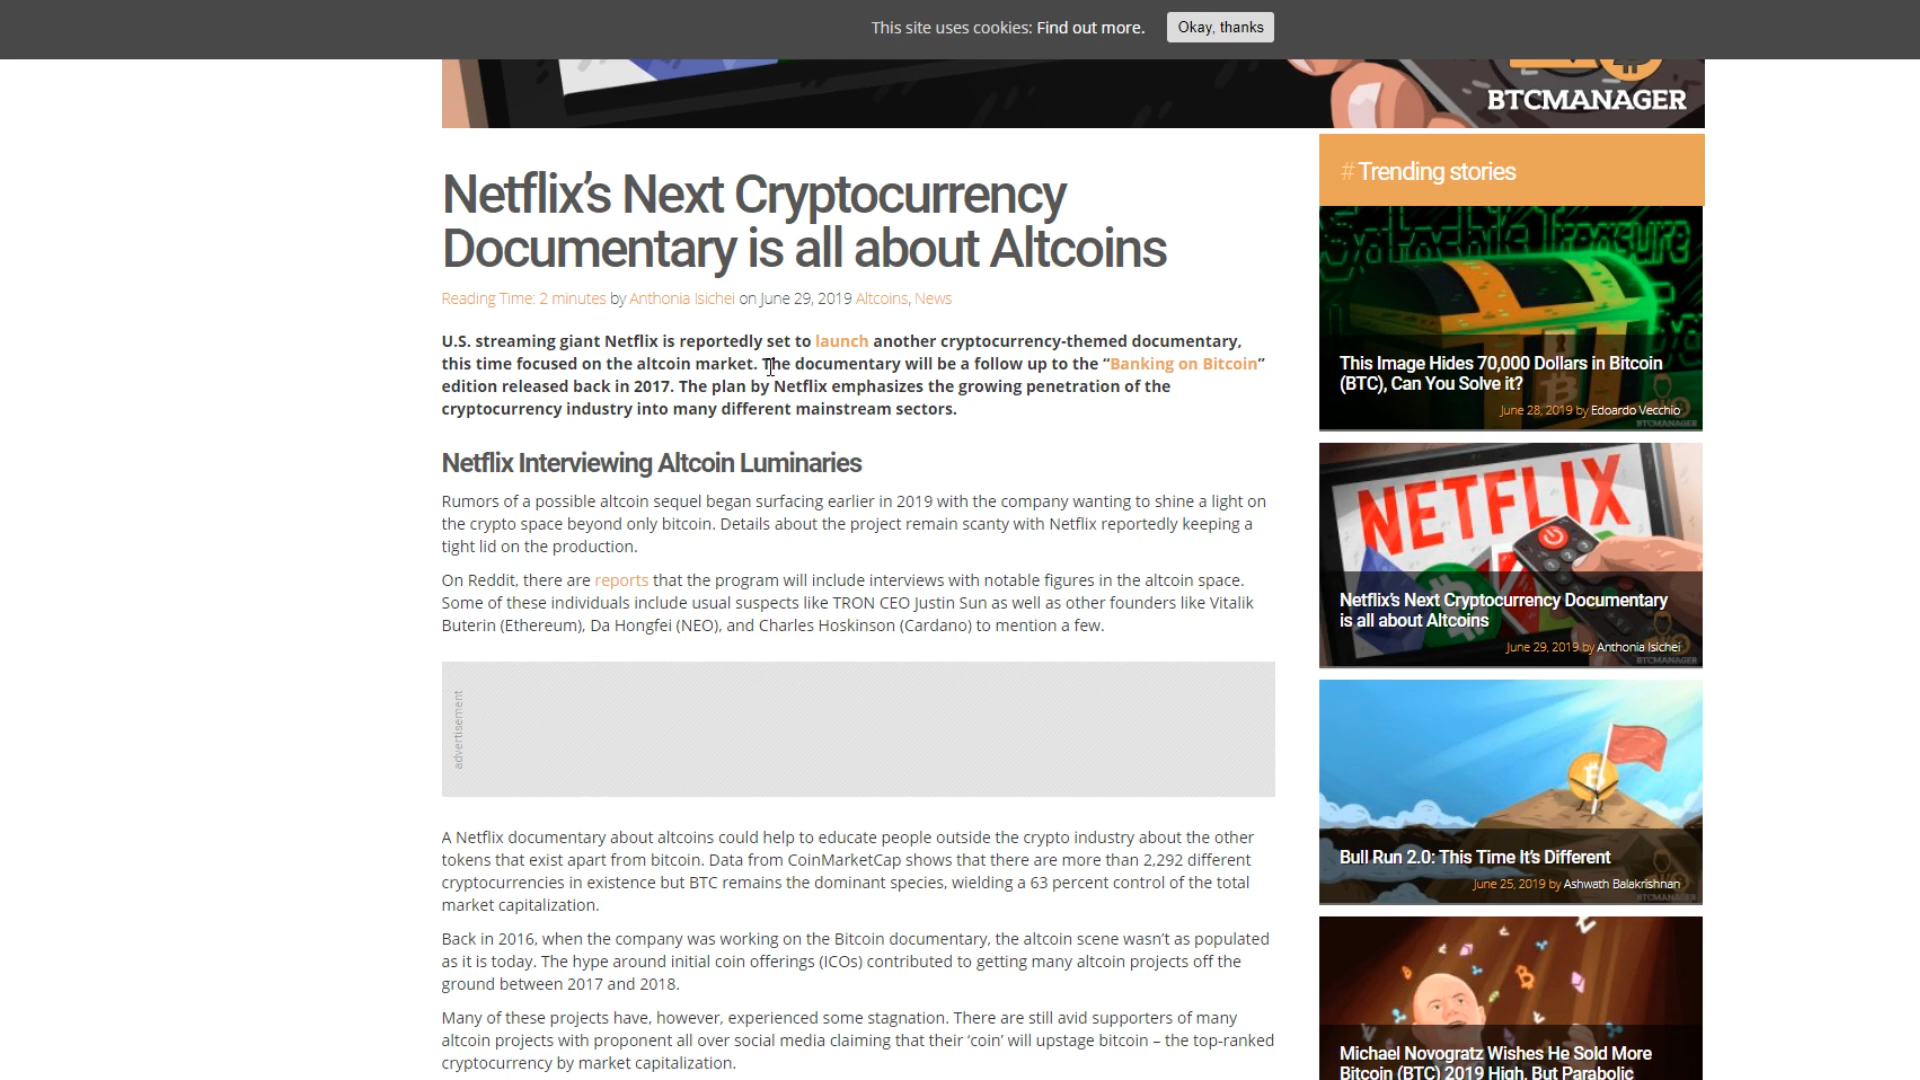 This site uses cookies: Find out more.
Okay, thanks
BTCMANAGER
Netflix’s Next Cryptocurrency
Documentary is all about Altcoins
Reading Time: 2 minutes by Anthonia Isichei on June 29, 2019 Altcoins, News
U.S. streaming giant Netflix is reportedly set to launch another cryptocurrency-themed documentary,
this time focused on the altcoin market. The documentary will be a follow up to the “Banking on Bitcoin”
edition released back in 2017. The plan by Netflix emphasizes the growing penetration of the
cryptocurrency industry into many different mainstream sectors.
Netflix Interviewing Altcoin Luminaries
Rumors of a possible altcoin sequel began surfacing earlier in 2019 with the company wanting to shine a light on
the crypto space beyond only bitcoin. Details about the project remain scanty with Netflix reportedly keeping a
tight lid on the production.
On Reddit, there are reports that the program will include interviews with notable figures in the altcoin space.
Some of these individuals include usual suspects like TRON CEO Justin Sun as well as other founders like Vitalik
Buterin (Ethereum), Da Hongfei (NEO), and Charles Hoskinson (Cardano) to mention a few.
advertisement
A Netflix documentary about altcoins could help to educate people outside the crypto industry about the other
tokens that exist apart from bitcoin. Data from CoinMarketCap shows that there are more than 2,292 different
cryptocurrencies in existence but BTC remains the dominant species, wielding a 63 percent control of the total
market capitalization.
Back in 2016, when the company was working on the Bitcoin documentary, the altcoin scene wasn’t as populated
as it is today. The hype around initial coin offerings (ICOs) contributed to getting many altcoin projects off the
ground between 2017 and 2018.
Many of these projects have, however, experienced some stagnation. There are still avid supporters of many
altcoin projects with proponent all over social media claiming that their ‘coin’ will upstage bitcoin – the top-ranked
cryptocurrency by market capitalization.
# Trending stories
Satoshi's Treasure
This Image Hides 70,000 Dollars in Bitcoin
(BTC), Can You Solve it?
June 28, 2019 by Edoardo Vecchio
BTCMANAGER
NETFLIX
Netflix’s Next Cryptocurrency Documentary
is all about Altcoins
June 29, 2019 by Anthonia Isichei
BTCMANAGER
Bull Run 2.0: This Time It’s Different
June 25, 2019 by Ashwath Balakrishnan
BTCMANAGER
Michael Novogratz Wishes He Sold More
Bitcoin (BTC) 2019 High, But Parabolic